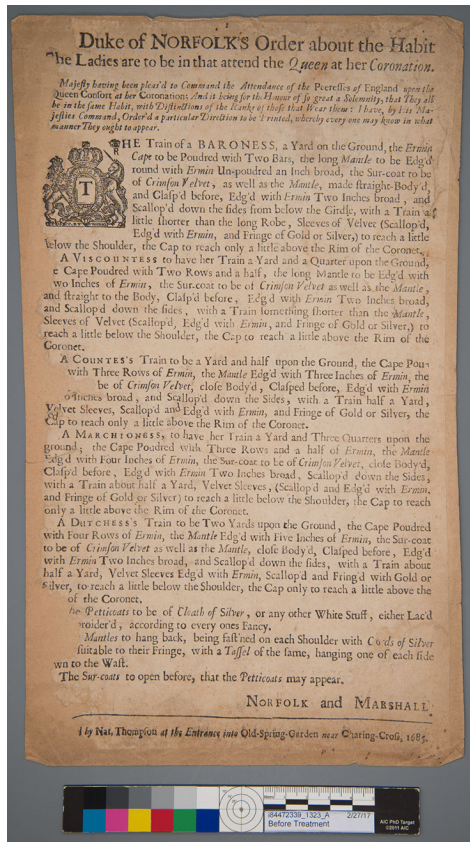 Duke of NORFOLK'S Order about the Habit
The Ladies are to be in that attend the Queen at her Coronation.
Majesty having been pleas'd to Command the Attendance of the Peeresses of England upon the
Queen Consort at her Coronation; And it being for the Honour of so great a Solemnity, that They all
be in the same Habit, with Distinctions of the Ranks of those that Wear them: I have, by His Ma-
jesties Command, Order'd a particular Direction to be Printed, whereby every one may know in what
manner They ought to appear.
THE Train of a BARONESS, a Yard on the Ground, the Ermin
Cape to be Poudred with Two Bars, the long Mantle to be Edg'd
round with Ermin Un-poudred an Inch broad, the Sur-coat to be
of Crimson Velvet, as well as the Mantle, made straight-Body'd,
and Clasp'd before, Edg'd with Ermin Two Inches broad, and
Scallop'd down the sides from below the Girdle, with a Train a
little shorter than the long Robe, Sleeves of Velvet (Scallop'd,
Edg'd with Ermin, and Fringe of Gold or Silver,) to reach a little
below the Shoulder, the Cap to reach only a little above the Rim of the Coronet.
A VISCOUNTESS to have her Train a Yard and a Quarter upon the Ground,
e Cape Poudred with Two Rows and a half, the long Mantle to be Edg'd with
wo Inches of Ermin, the Sur-coat to be of Crimson Velvet as well as the Mantle,
and straight to the Body, Clasp'd before, Edg'd with Ermin Two Inches broad,
and Scallop'd down the sides, with a Train something shorter than the Mantle,
Sleeves of Velvet (Scallop'd, Edg'd with Ermin, and Fringe of Gold or Silver,) to
reach a little below the Shoulder, the Cap to reach a little above the Rim of the
Coronet.
A COUNTES'S Train to be a Yard and half upon the Ground, the Cape Pou-
with Three Rows of Ermin, the Mantle Edg'd with Three Inches of Ermin, the
be of Crimson Velvet, close Body'd, Clasped before, Edg'd with Ermin
o Inches broad, and Scallop'd down the Sides, with a Train half a Yard,
Velvet Sleeves, Scallop'd and Edg'd with Ermin, and Fringe of Gold or Silver, the
Cap to reach only a little above the Rim of the Coronet.
A MARCHIONESS, to have her Train a Yard and Three Quarters upon the
ground, the Cape Poudred with Three Rows and a half of Ermin, the Mantle
Edg'd with Four Inches of Ermin, the Sur-coat to be of Crimson Velvet, close Body'd,
Clasp'd before, Edg'd with Ermin Two Inches broad, Scallop'd down the Sides,
with a Train about half a Yard, Velvet Sleeves, (Scallop'd and Edg'd with Ermin,
and Fringe of Gold or Silver) to reach a little below the Shoulder, the Cap to reach
only a little above the Rim of the Coronet.
A DUTCHESS'S Train to be Two Yards upon the Ground, the Cape Poudred
with Four Rows of Ermin, the Mantle Edg'd with Five Inches of Ermin, the Sur-coat
to be of Crimson Velvet as well as the Mantle, close Body'd, Clasped before, Edg'd
with Ermin Two Inches broad, and Scallop'd down the sides, with a Train about
half a Yard, Velvet Sleeves Edg'd with Ermin, Scallop'd and Fring'd with Gold or
Silver, to reach a little below the Shoulder, the Cap only to reach a little above the
of the Coronet.
he Petticoats to be of Cloath of Silver, or any other White Stuff, either Lac'd
broider'd, according to every ones Fancy.
Mantles to hang back, being fast'ned on each Shoulder with Cords of Silver
suitable to their Fringe, with a Tassel of the same, hanging one of each side
wn to the Wast.
The Sur-coats to open before, that the Petticoats may appear.
NORFOLK and MARSHALL.
d by Nat. Thompson at the Entrance into Old-Spring-Garden near Charing-Cross, 1685.
i84472339_1323_A 2/27/17
Before Treatment
AIC PhD Target
©2011 AIC